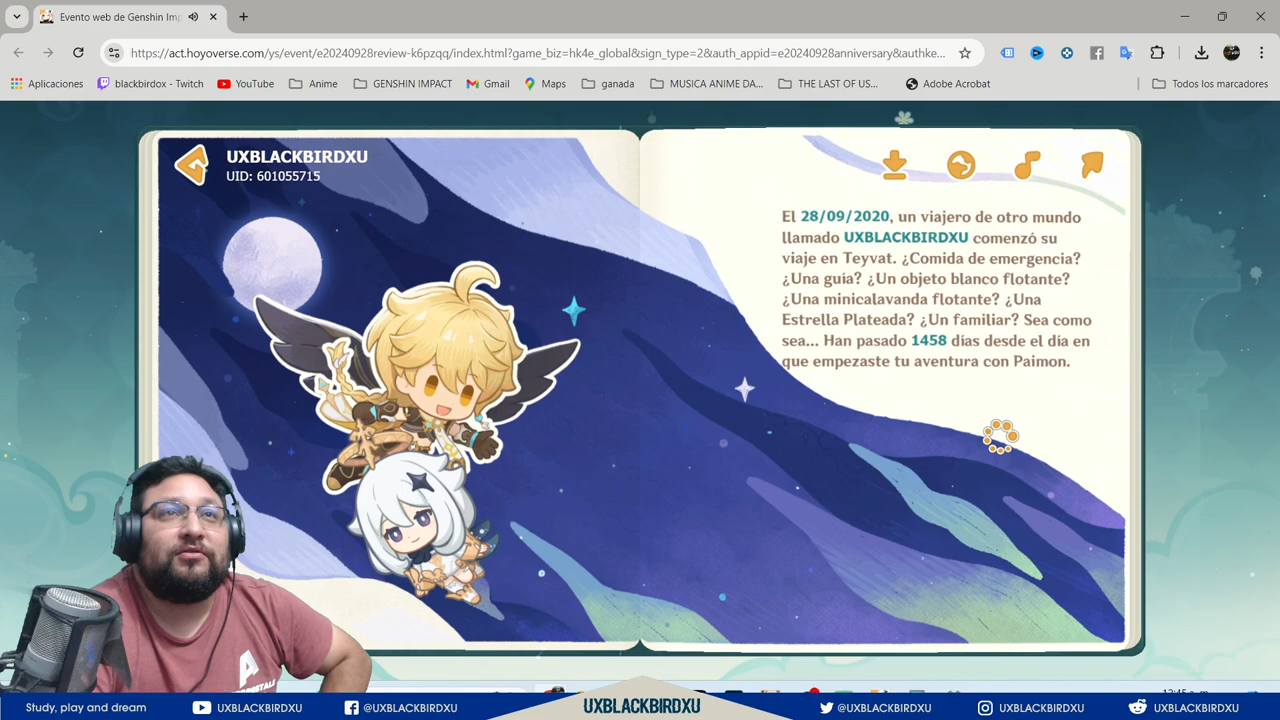 Evento web de Genshin Imp
https://act.hoyoverse.com/ys/event/e20240928review-k6pzqq/index.html?game_biz=hk4e_global&sign_type=2&auth_appid=e20240928anniversary&authke...
Aplicaciones
blackbirdox - Twitch
YouTube
Anime
GENSHIN IMPACT
Gmail
Maps
ganada
MUSICA ANIME DA...
THE LAST OF US...
Adobe Acrobat
Todos los marcadores
UXBLACKBIRDXU
UID: 601055715
El 28/09/2020, un viajero de otro mundo
llamado UXBLACKBIRDXU comenzó su
viaje en Teyvat. ¿Comida de emergencia?
¿Una guía? ¿Un objeto blanco flotante?
¿Una minicalavanda flotante? ¿Una
Estrella Plateada? ¿Un familiar? Sea como
sea... Han pasado 1458 días desde el día en
que empezaste tu aventura con Paimon.
Study, play and dream
UXBLACKBIRDXU
@UXBLACKBIRDXU
UXBLACKBIRDXU
@UXBLACKBIRDXU
UXBLACKBIRDXU
UXBLACKBIRDXU